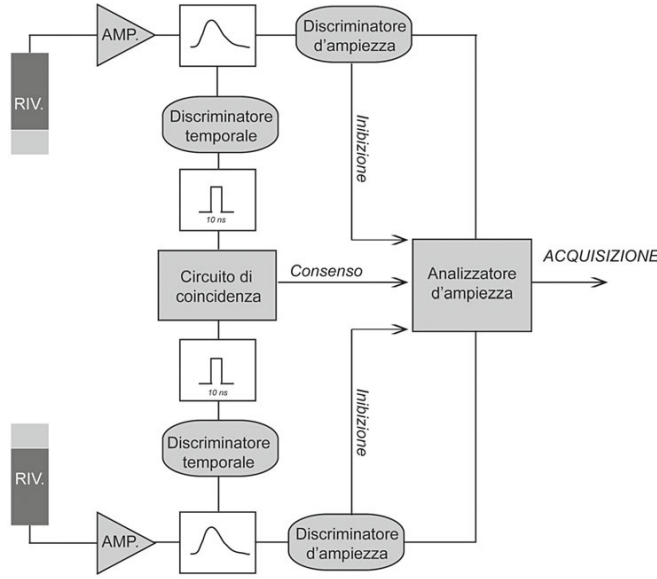 AMP.
Discriminatore
d'ampiezza
RIV.
Discriminatore
temporale
Inibizione
10 ns
Circuito di
coincidenza
Consenso
Analizzatore
d'ampiezza
ACQUISIZIONE
10 ns
Inibizione
Discriminatore
temporale
RIV.
AMP.
Discriminatore
d'ampiezza